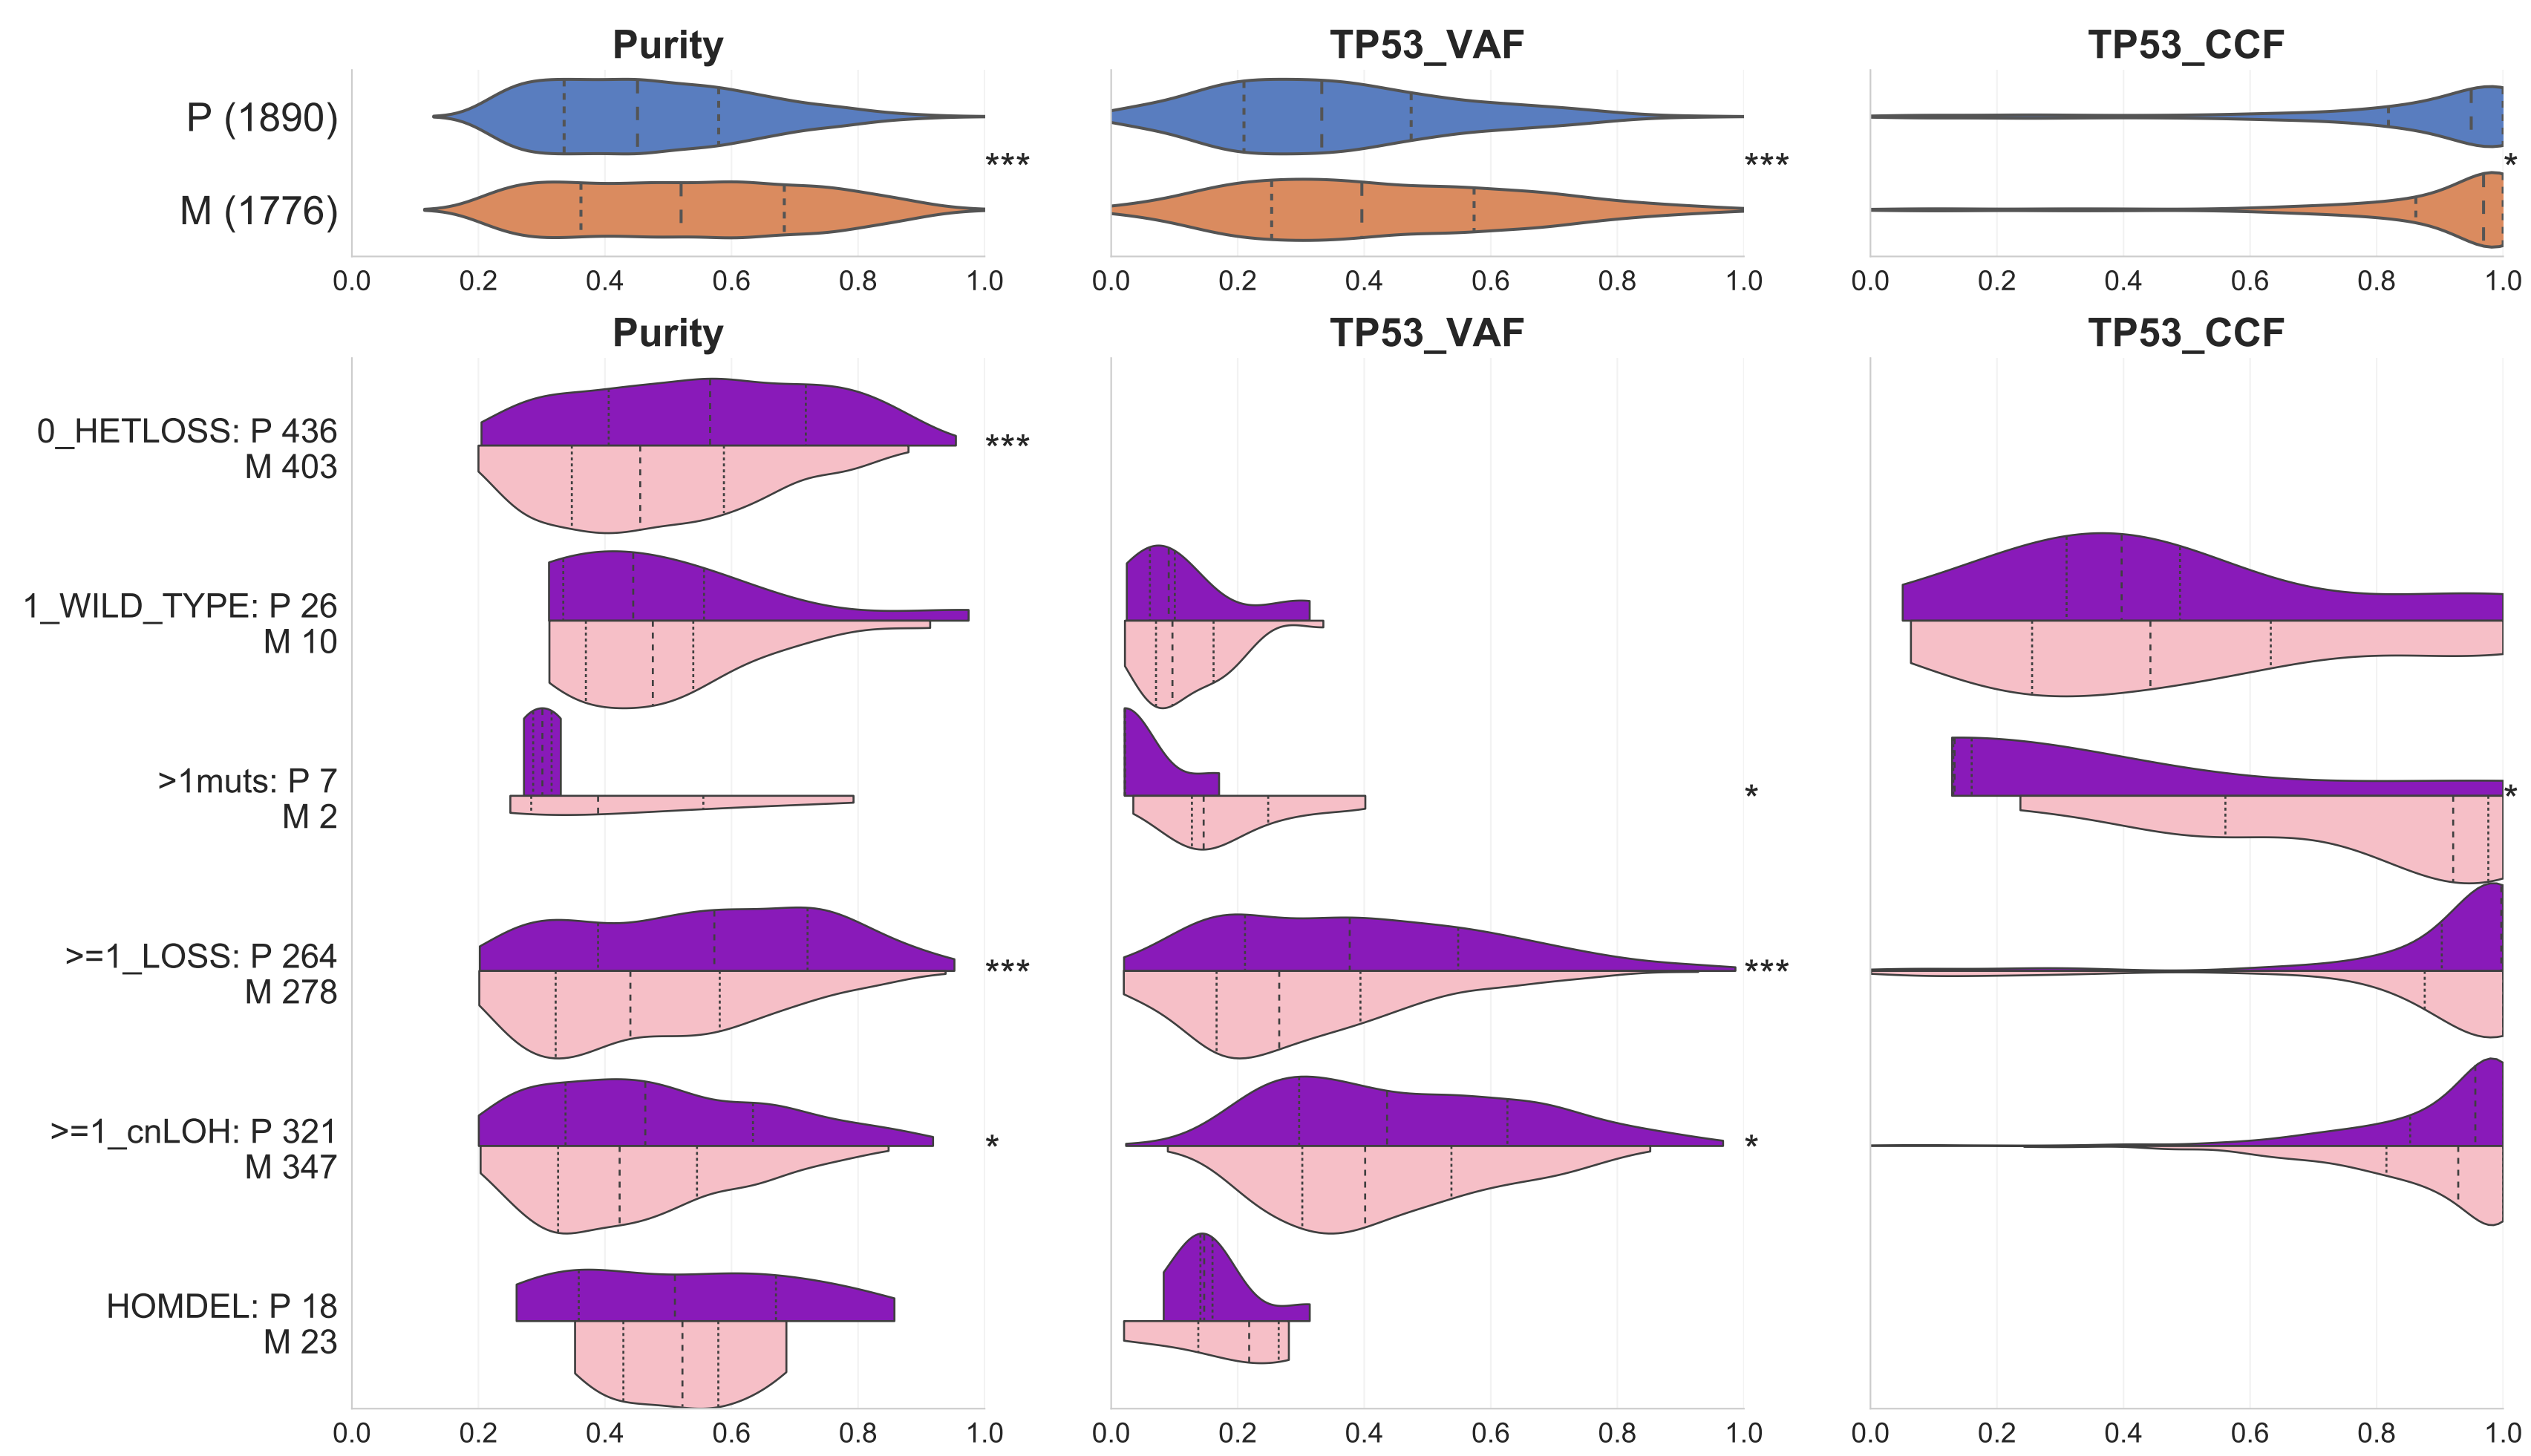 Purity
TP53_VAF
TP53_CCF
P (1890)
***
***
*
M (1776)
0.0 0.2 0.4 0.6 0.8 1.0
0.0 0.2 0.4 0.6 0.8 1.0
0.0 0.2 0.4 0.6 0.8 1.0
Purity
TP53_VAF
TP53_CCF
0_HETLOSS: P 436
M 403
***
1_WILD_TYPE: P 26
M 10
>1muts: P 7
M 2
*
*
>=1_LOSS: P 264
M 278
***
***
>=1_cnLOH: P 321
M 347
*
*
HOMDEL: P 18
M 23
0.0 0.2 0.4 0.6 0.8 1.0
0.0 0.2 0.4 0.6 0.8 1.0
0.0 0.2 0.4 0.6 0.8 1.0